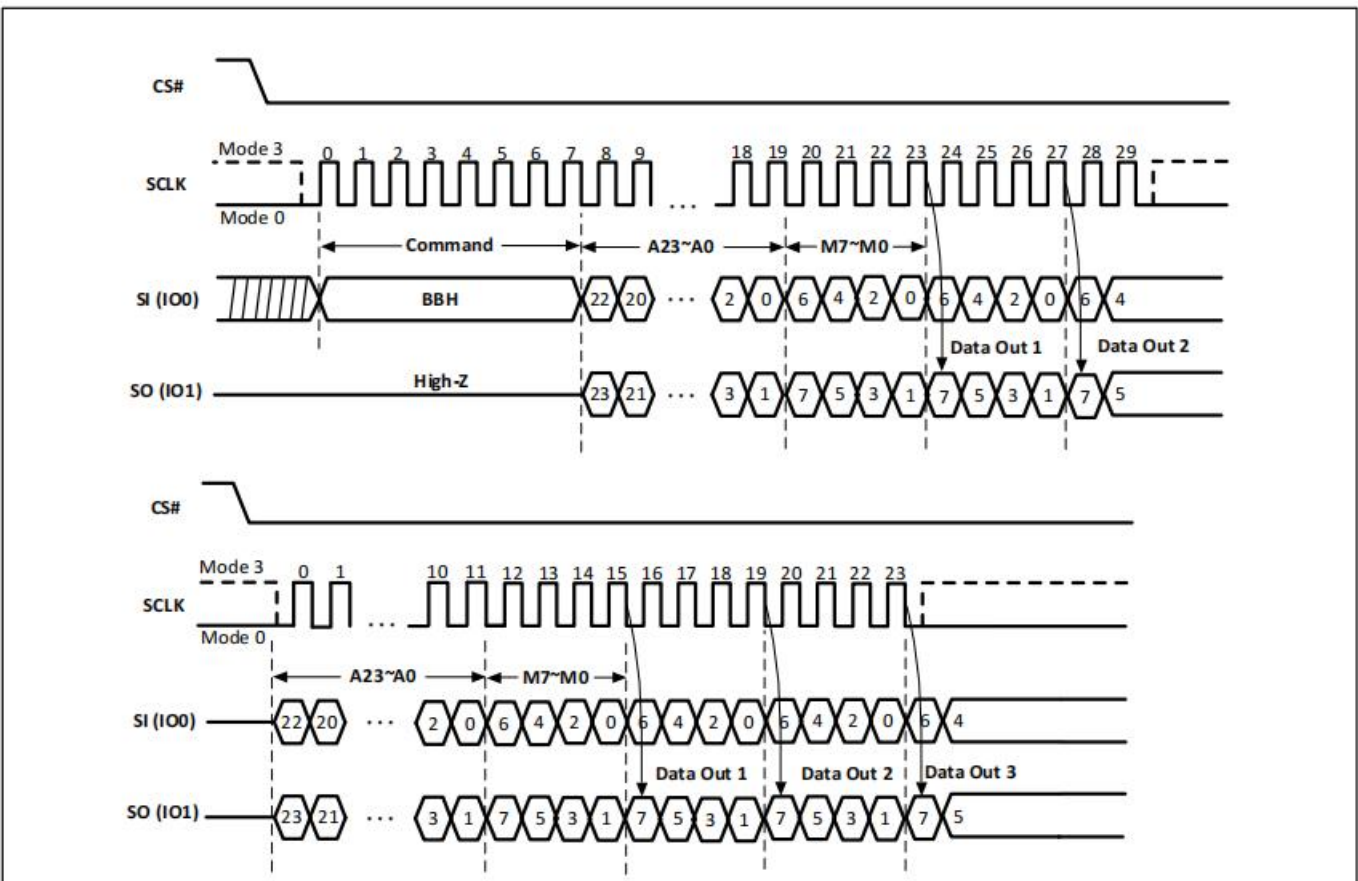 CS#
Mode 3 0 1 2 3 4 5 6 7 8 9 18 19 20 21 22 23 24 25 26 27 28 29
SCLK ...
Mode 0
Command A23~A0 M7~M0
SI (IO0) BBH 22 20 ... 2 0 6 4 2 0 6 4 2 0 6 4
Data Out 1 Data Out 2
SO (IO1) High-Z 23 21 ... 3 1 7 5 3 1 7 5 3 1 7 5
CS#
Mode 3 0 1 10 11 12 13 14 15 16 17 18 19 20 21 22 23
SCLK ...
Mode 0
A23~A0 M7~M0
SI (IO0) 22 20 ... 2 0 6 4 2 0 6 4 2 0 6 4 2 0 6 4
Data Out 1 Data Out 2 Data Out 3
SO (IO1) 23 21 ... 3 1 7 5 3 1 7 5 3 1 7 5 3 1 7 5